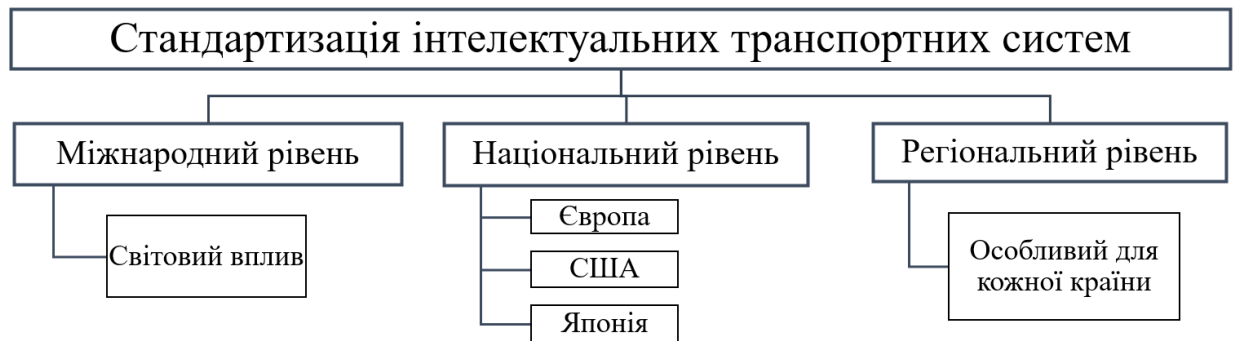 Стандартизація інтелектуальних транспортних систем
Міжнародний рівень
Світовий вплив
Національний рівень
Європа
США
Японія
Регіональний рівень
Особливий для
кожної країни